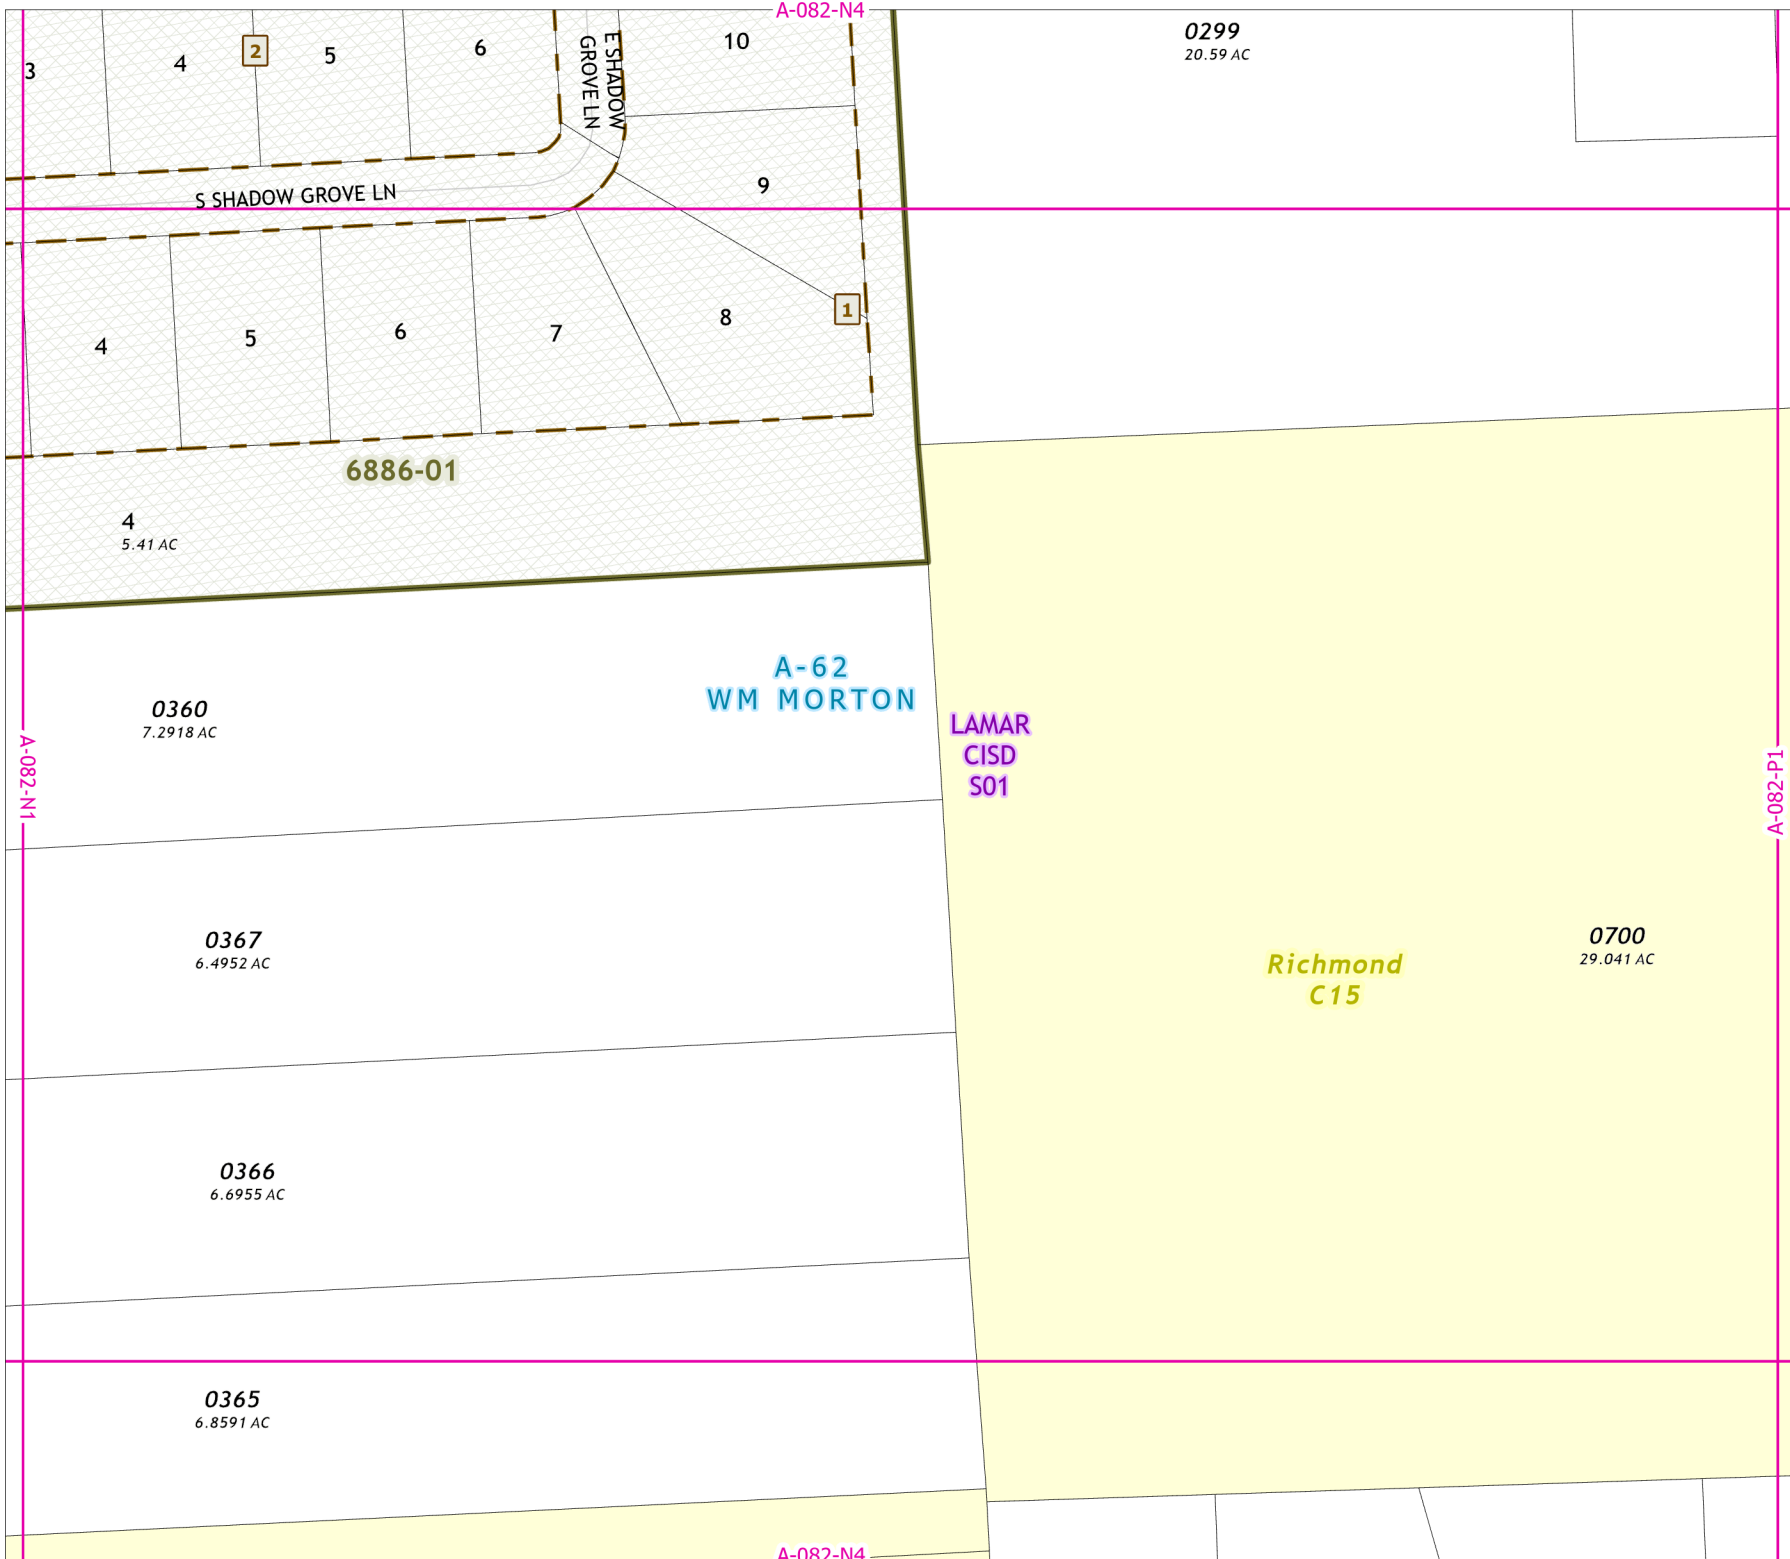 A-082-N4
3
4
2
5
6
E SHADOW
GROVE LN
10
0299
20.59 AC
9
S SHADOW GROVE LN
4
5
6
7
8
1
6886-01
4
5.41 AC
A-62
WM MORTON
0360
7.2918 AC
LAMAR
CISD
S01
A-082-N1
A-082-P1
0367
6.4952 AC
Richmond
C15
0700
29.041 AC
0366
6.6955 AC
0365
6.8591 AC
A-082-N4